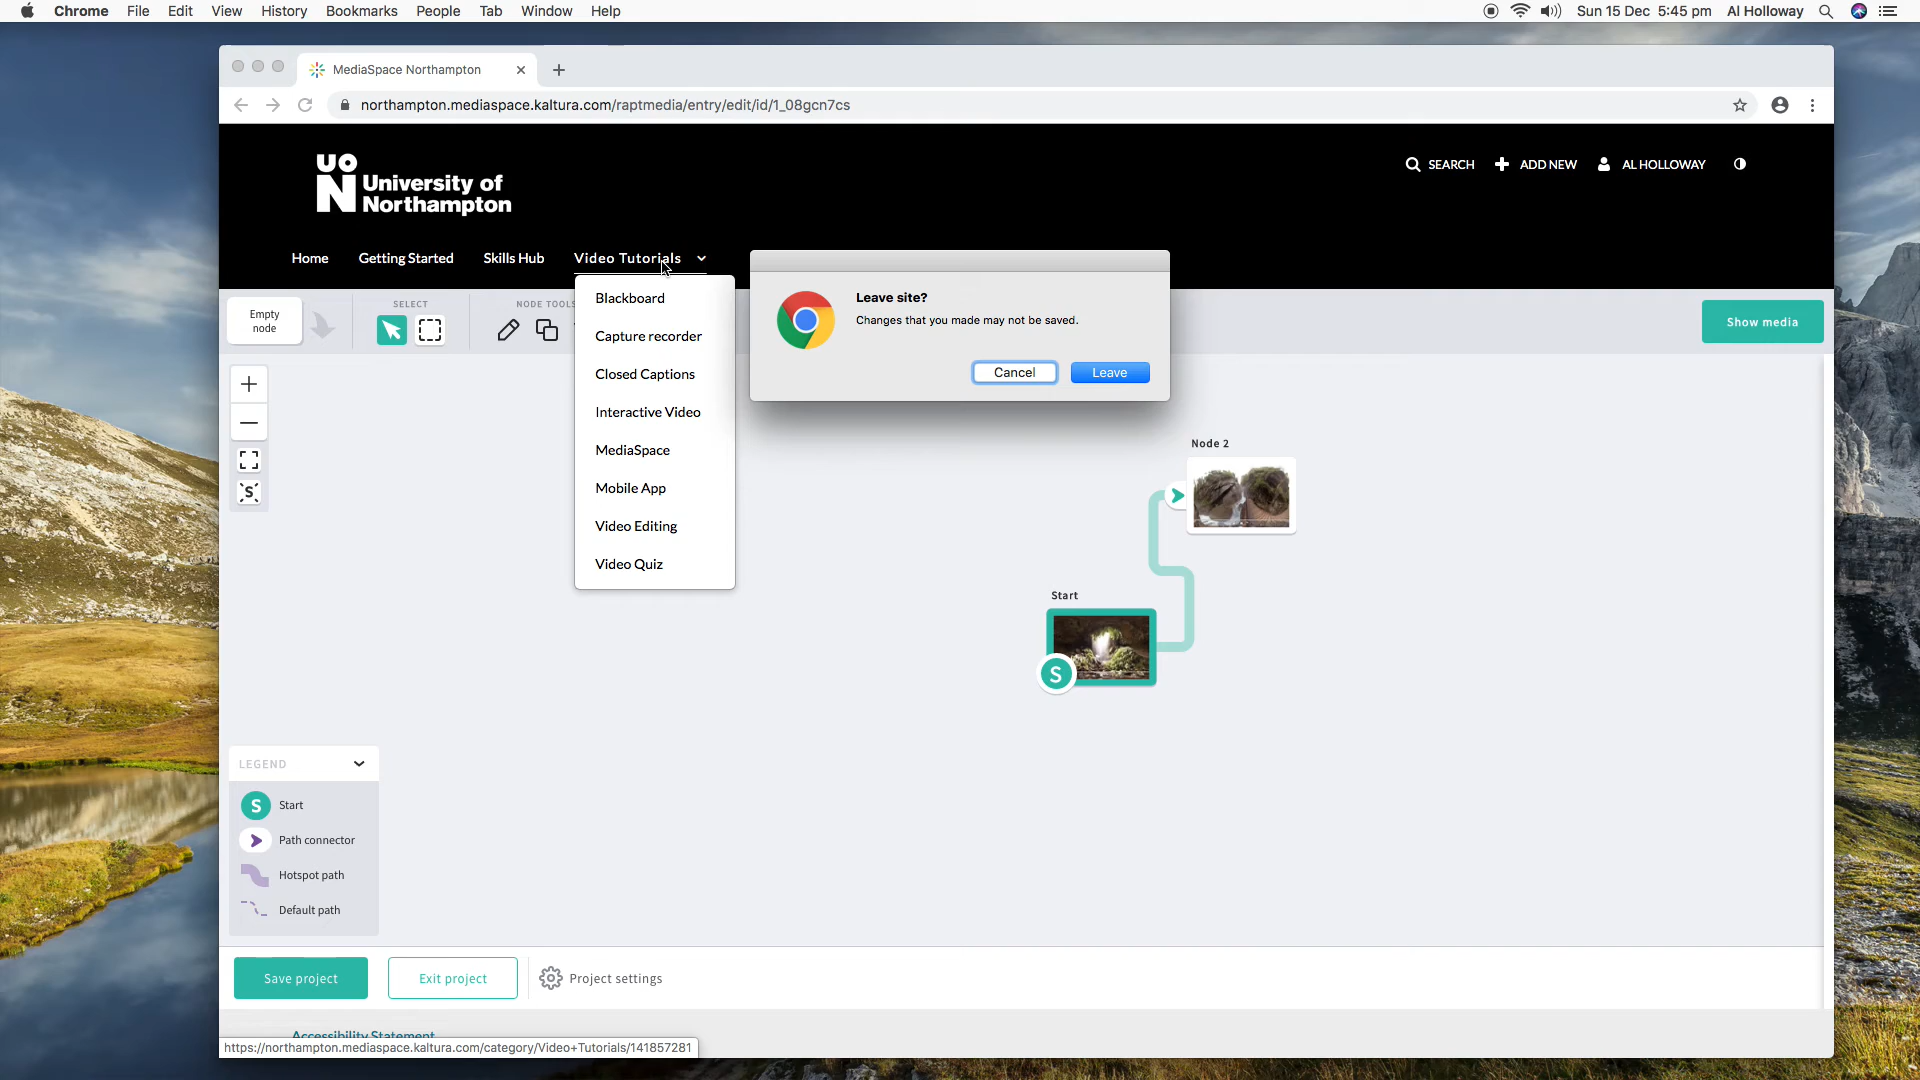 Chrome File Edit View History Bookmarks People Tab Window Help
Sun 15 Dec 5:45 pm Al Holloway
MediaSpace Northampton
northampton.mediaspace.kaltura.com/raptmedia/entry/edit/id/1_08gcn7cs
UON University of Northampton
SEARCH ADD NEW AL HOLLOWAY
Home Getting Started Skills Hub Video Tutorials
Blackboard
Capture recorder
Closed Captions
Interactive Video
MediaSpace
Mobile App
Video Editing
Video Quiz
Leave site?
Changes that you made may not be saved.
Cancel Leave
Empty node
SELECT
NODE TOOLS
Show media
S
Node 2
Start
S
LEGEND
S Start
Path connector
Hotspot path
Default path
Save project Exit project Project settings
Accessibility Statement
https://northampton.mediaspace.kaltura.com/category/Video+Tutorials/141857281